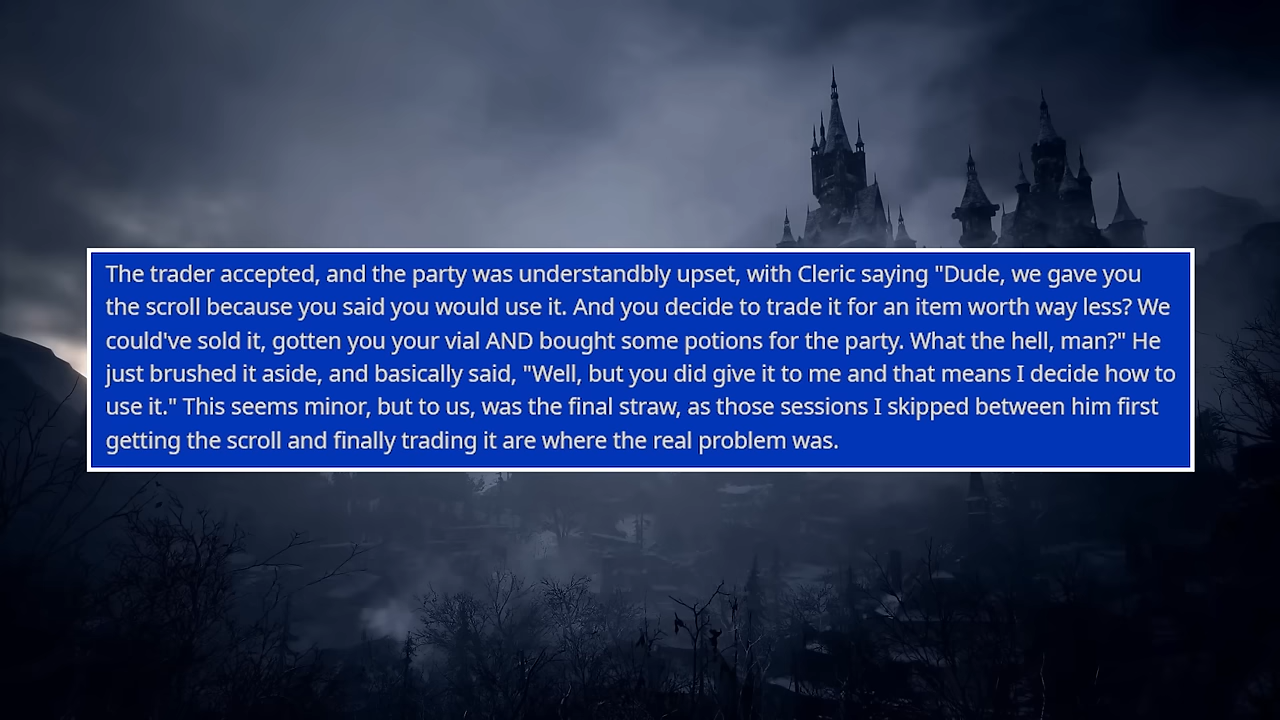 The trader accepted, and the party was understandbly upset, with Cleric saying "Dude, we gave you
the scroll because you said you would use it. And you decide to trade it for an item worth way less? We
could've sold it, gotten you your vial AND bought some potions for the party. What the hell, man?" He
just brushed it aside, and basically said, "Well, but you did give it to me and that means I decide how to
use it." This seems minor, but to us, was the final straw, as those sessions I skipped between him first
getting the scroll and finally trading it are where the real problem was.